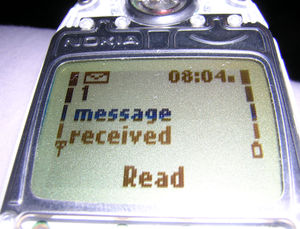 NOKIA
08:04
1
message
received
Read